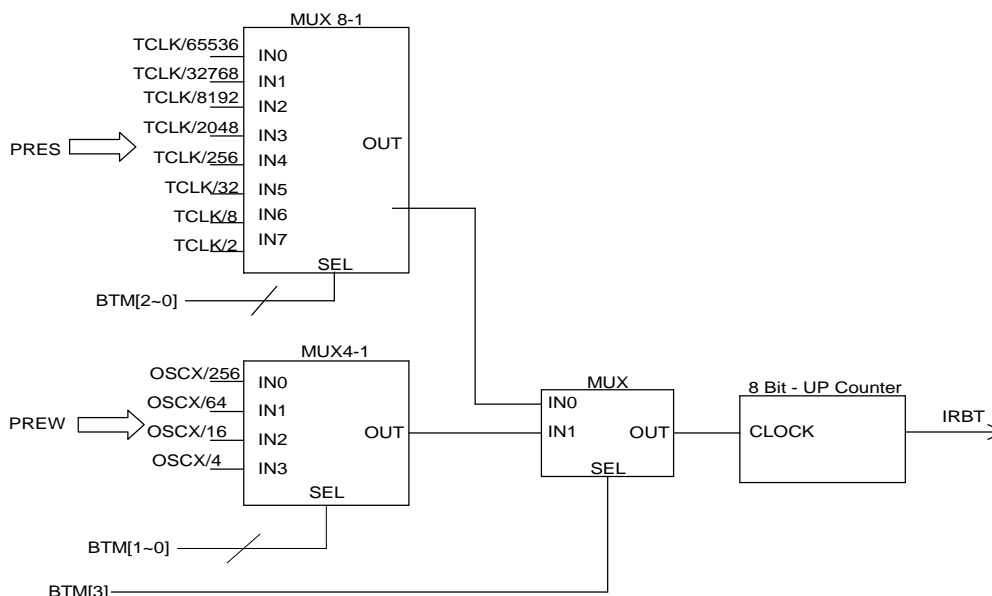 MUX 8-1
TCLK/65536
IN0
TCLK/32768
IN1
TCLK/8192
IN2
TCLK/2048
IN3
PRES
OUT
TCLK/256
IN4
TCLK/32
IN5
TCLK/8
IN6
TCLK/2
IN7
SEL
BTM[2~0]
MUX4-1
OSCX/256
IN0
OSCX/64
IN1
PREW
OSCX/16
IN2
OUT
OSCX/4
IN3
SEL
BTM[1~0]
MUX
IN0
IN1
OUT
SEL
8 Bit - UP Counter
CLOCK
IRBT
BTM[3]